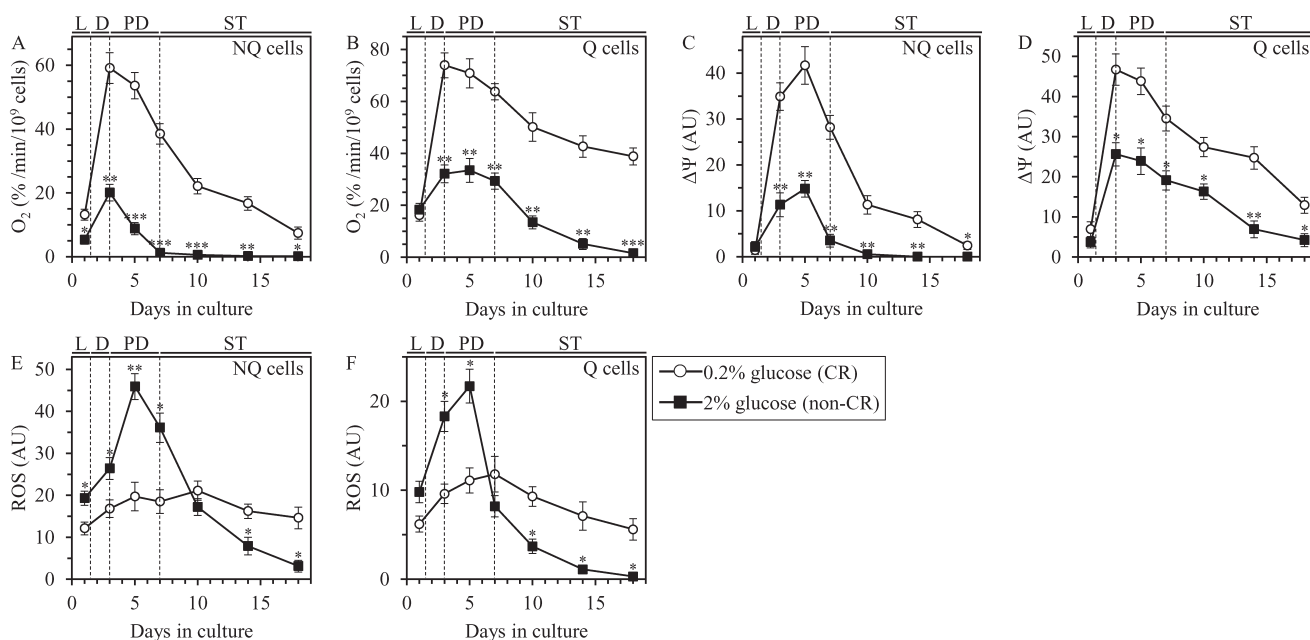 L D PD ST
A NQ cells
O₂ (% /min/10⁹ cells)
60
40
20
0
* ** *** *** *** ** *
0 5 10 15
Days in culture
L D PD ST
B Q cells
O₂ (% /min/10⁹ cells)
80
60
40
20
0
** ** ** ** ** ***
0 5 10 15
Days in culture
L D PD ST
C NQ cells
ΔΨ (AU)
40
30
20
10
0
** ** ** ** ** *
0 5 10 15
Days in culture
L D PD ST
D Q cells
ΔΨ (AU)
50
40
30
20
10
0
* * * * ** *
0 5 10 15
Days in culture
L D PD ST
E NQ cells
ROS (AU)
50
40
30
20
10
0
* * ** * * *
0 5 10 15
Days in culture
L D PD ST
F Q cells
ROS (AU)
20
10
0
* * * * *
0 5 10 15
Days in culture
0.2% glucose (CR)
2% glucose (non-CR)